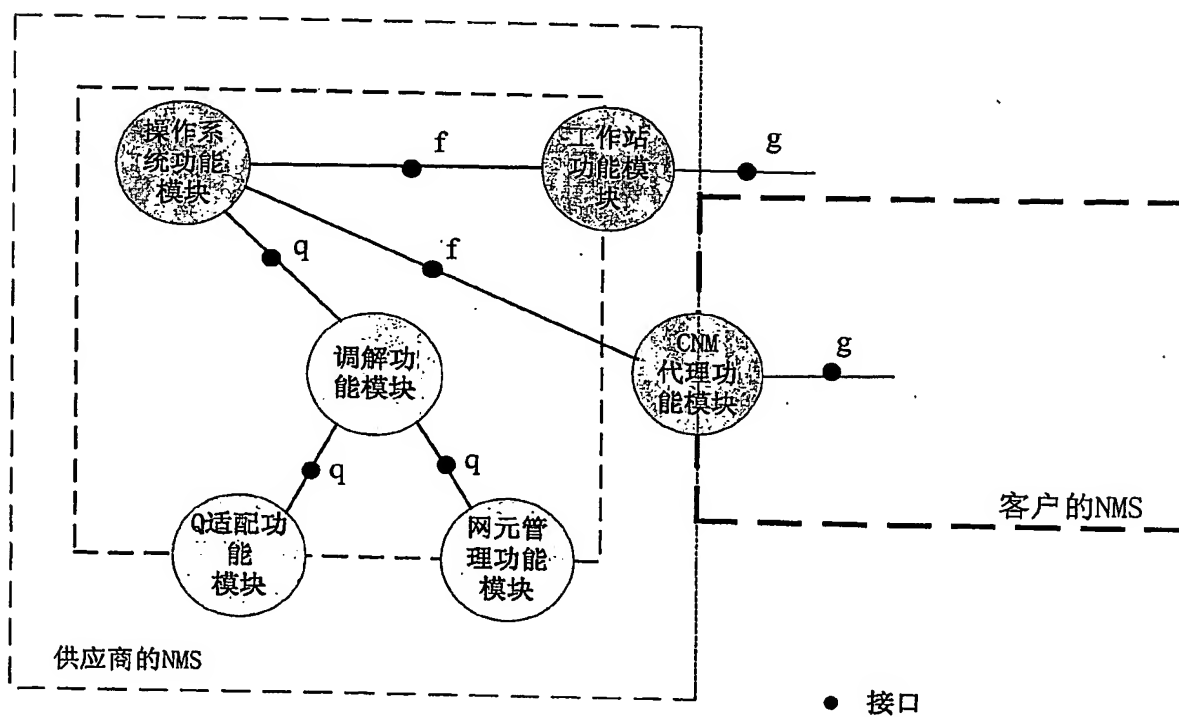 操作系
统功能
模块
f
工作站
功能模
块
g
q
f
调解功
能模块
CNM
代理功
能模块
g
q
q
Q适配功
能
模块
网元管
理功能
模块
客户的NMS
供应商的NMS
接口